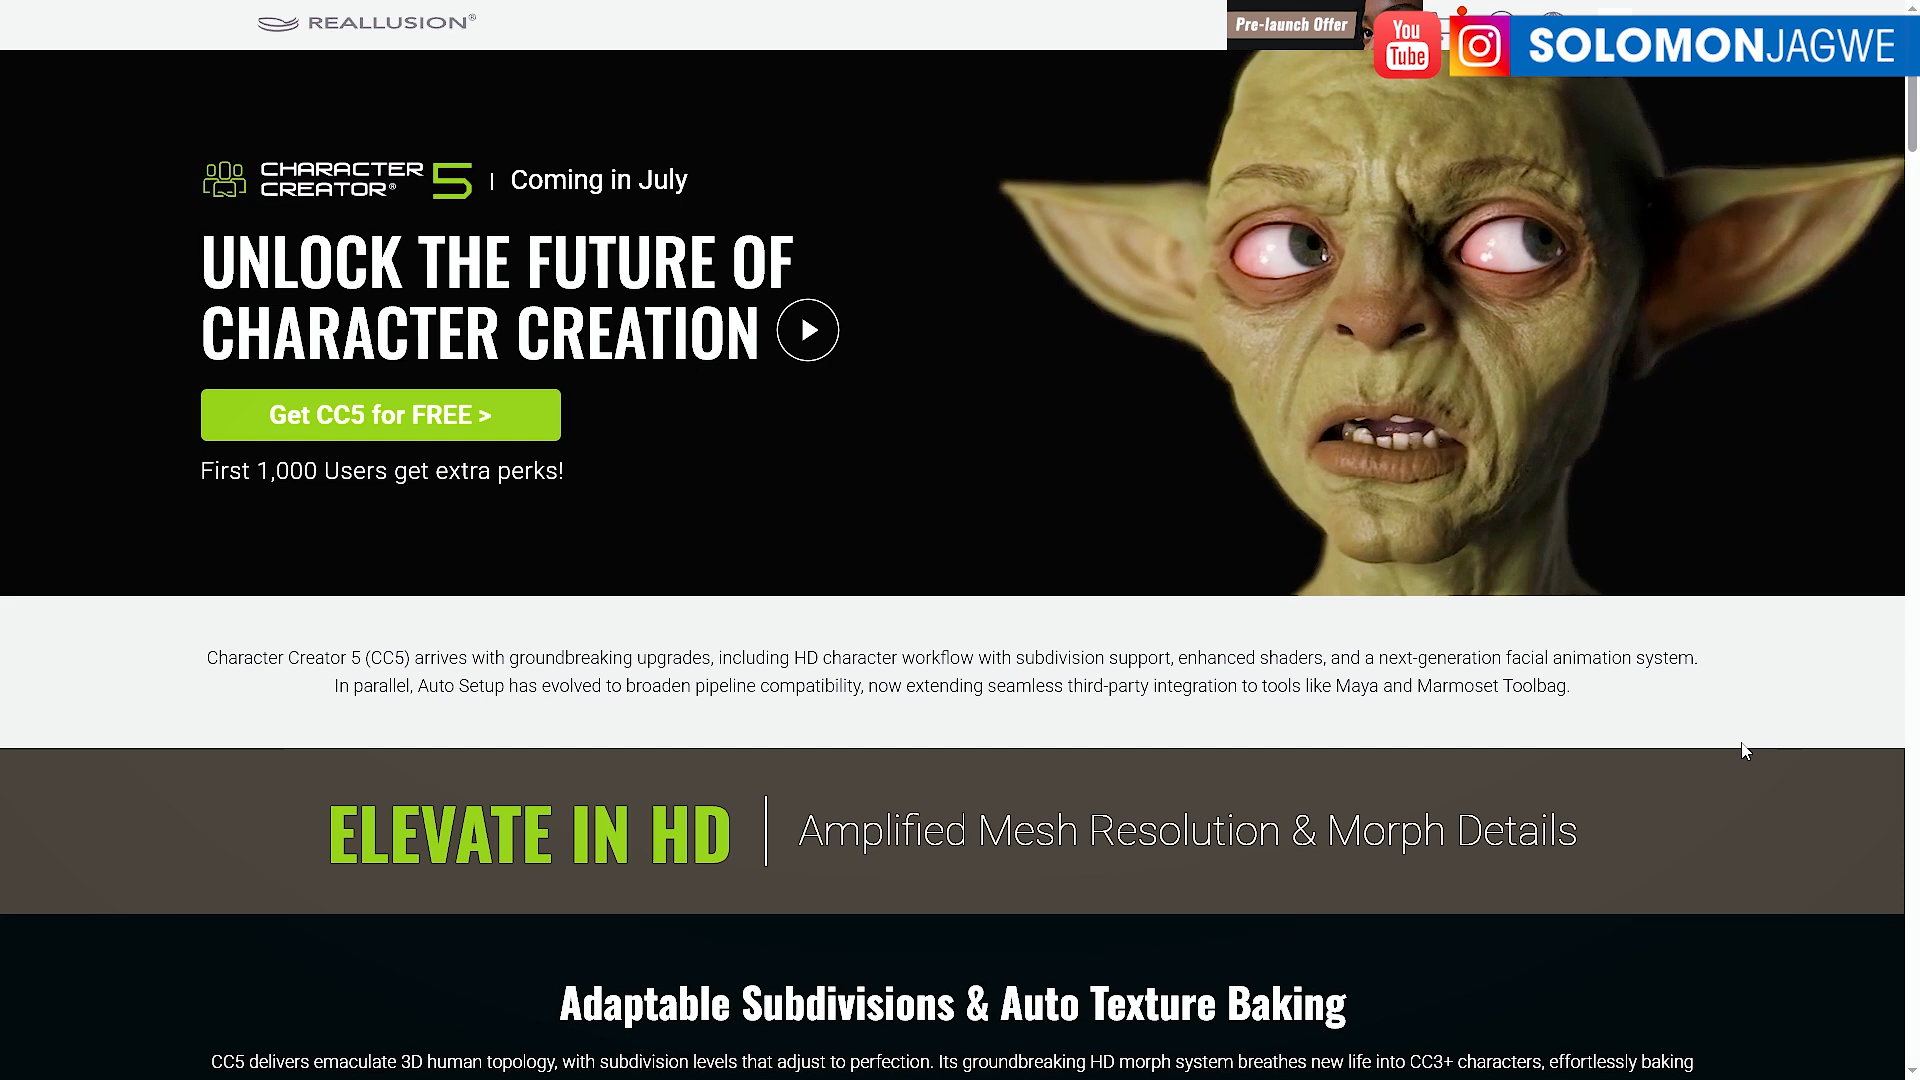 REALLUSION®
Pre-launch Offer
You
Tube
SOLOMONJAGWE
CHARACTER
CREATOR® 5 | Coming in July
UNLOCK THE FUTURE OF
CHARACTER CREATION
Get CC5 for FREE >
First 1,000 Users get extra perks!
Character Creator 5 (CC5) arrives with groundbreaking upgrades, including HD character workflow with subdivision support, enhanced shaders, and a next-generation facial animation system.
In parallel, Auto Setup has evolved to broaden pipeline compatibility, now extending seamless third-party integration to tools like Maya and Marmoset Toolbag.
ELEVATE IN HD | Amplified Mesh Resolution & Morph Details
Adaptable Subdivisions & Auto Texture Baking
CC5 delivers emaculate 3D human topology, with subdivision levels that adjust to perfection. Its groundbreaking HD morph system breathes new life into CC3+ characters, effortlessly baking